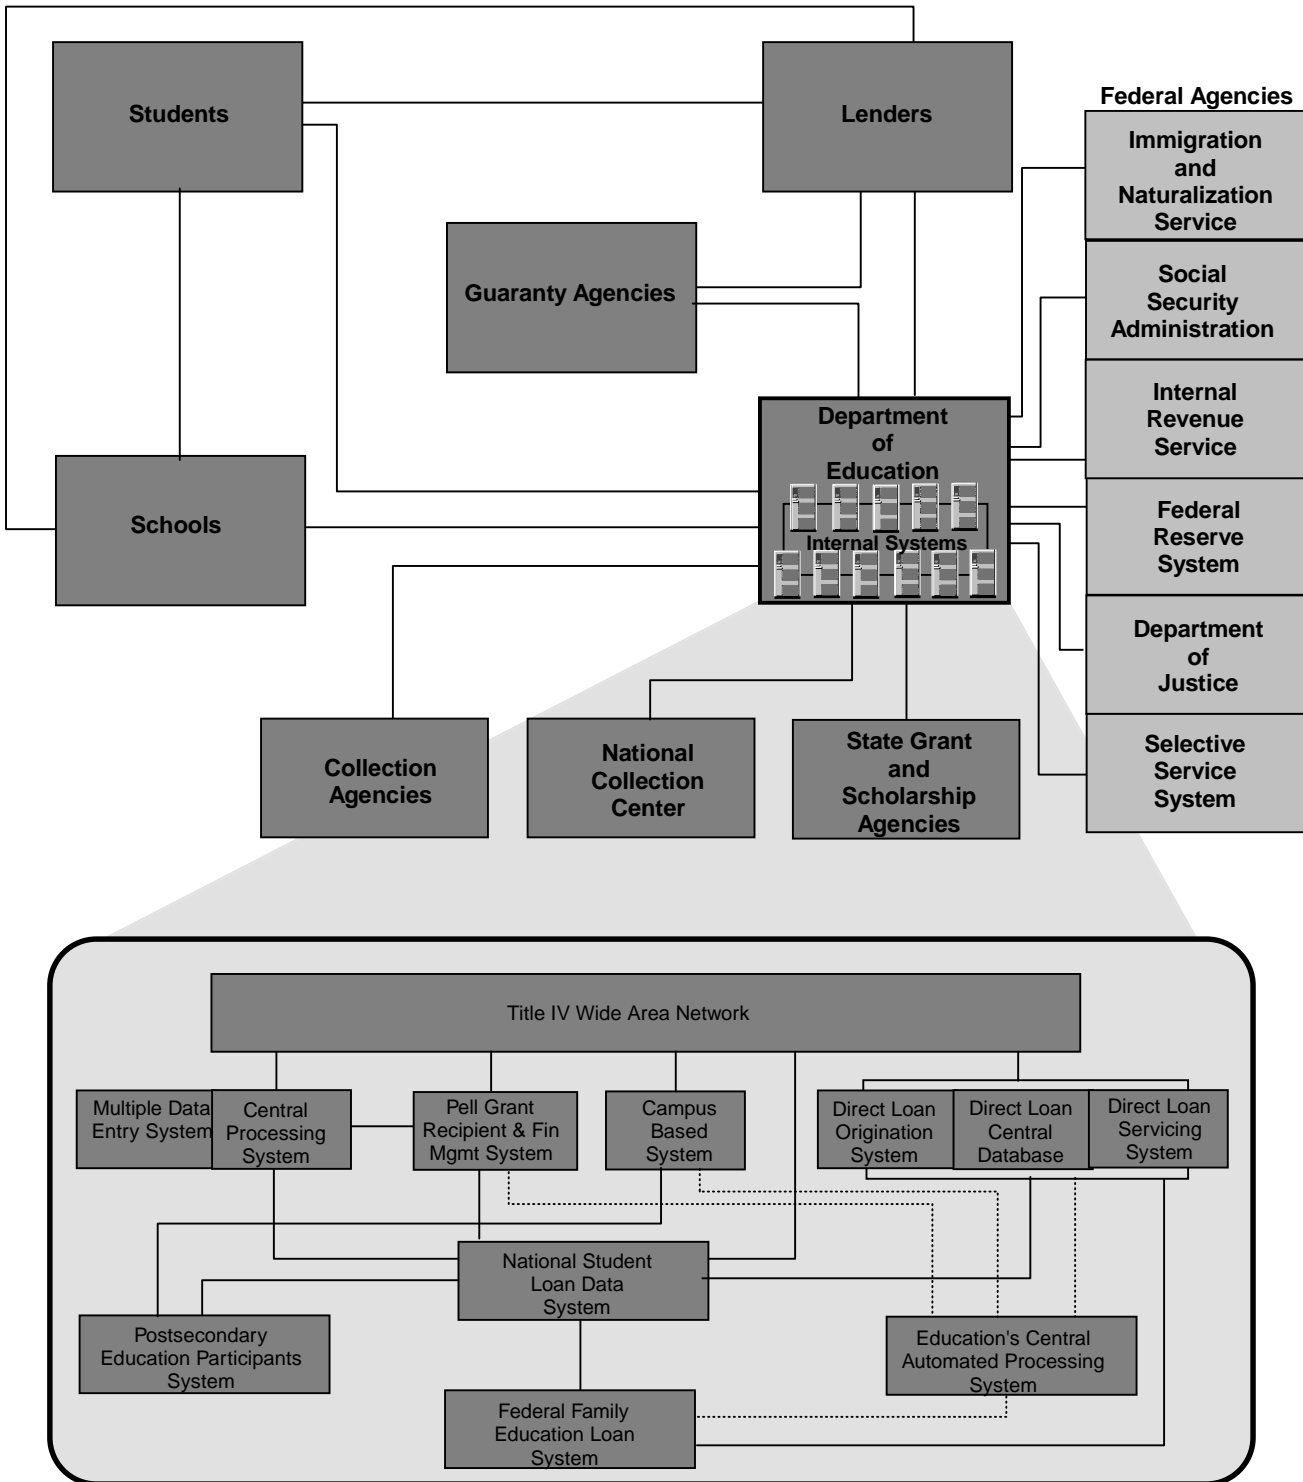 Students
Lenders
Federal Agencies
Immigration
and
Naturalization
Service
Social
Security
Administration
Guaranty Agencies
Internal
Revenue
Service
Department
of
Education
Internal Systems
Schools
Federal
Reserve
System
Department
of
Justice
Selective
Service
System
Collection
Agencies
National
Collection
Center
State Grant
and
Scholarship
Agencies
Title IV Wide Area Network
Multiple Data
Entry System
Central
Processing
System
Pell Grant
Recipient & Fin
Mgmt System
Campus
Based
System
Direct Loan
Origination
System
Direct Loan
Central
Database
Direct Loan
Servicing
System
National Student
Loan Data
System
Postsecondary
Education Participants
System
Education's Central
Automated Processing
System
Federal Family
Education Loan
System